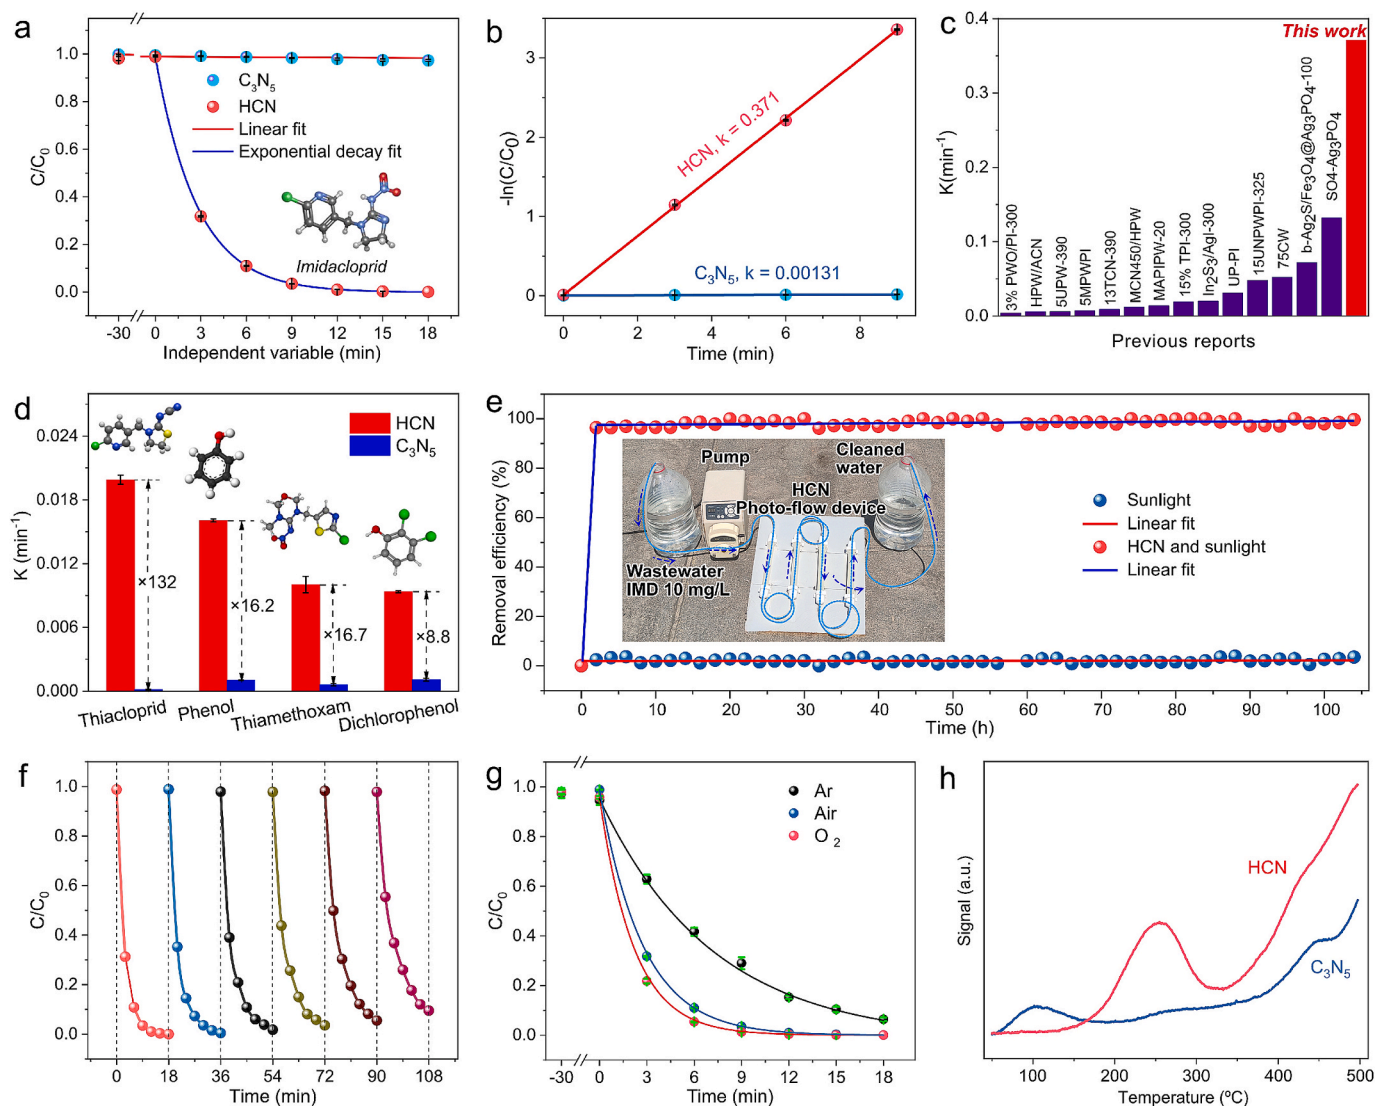 a
C/C0
1.0
0.8
0.6
0.4
0.2
0.0
C3N5
HCN
Linear fit
Exponential decay fit
Imidacloprid
-30 0 3 6 9 12 15 18
Independent variable (min)
b
-ln(C/C0)
3
2
1
0
HCN, k = 0.371
C3N5, k = 0.00131
0 2 4 6 8
Time (min)
c
K(min-1)
0.4
0.3
0.2
0.1
0.0
This work
3% PWO/PI-300
HPW/ACN
5UPW-390
5MPWPI
13TCN-390
MCN450/HPW
MAPIPW-20
15% TPI-300
In2S3/AgI-300
UP-PI
15UNPWPI-325
75CW
b-Ag2S/Fe3O4@Ag3PO4-100
SO4-Ag3PO4
Previous reports
d
K (min-1)
0.024
0.018
0.012
0.006
0.000
HCN
C3N5
×132
×16.2
×16.7
×8.8
Thiacloprid
Phenol
Thiamethoxam
Dichlorophenol
e
Removal efficiency (%)
100
80
60
40
20
0
Pump
Cleaned
water
HCN
Photo-flow device
Wastewater
IMD 10 mg/L
Sunlight
Linear fit
HCN and sunlight
Linear fit
0 10 20 30 40 50 60 70 80 90 100
Time (h)
f
C/C0
1.0
0.8
0.6
0.4
0.2
0.0
0 18 36 54 72 90 108
Time (min)
g
C/C0
1.0
0.8
0.6
0.4
0.2
0.0
Ar
Air
O2
-30 0 3 6 9 12 15 18
Time (min)
h
Signal (a.u.)
HCN
C3N5
100 200 300 400 500
Temperature (ºC)